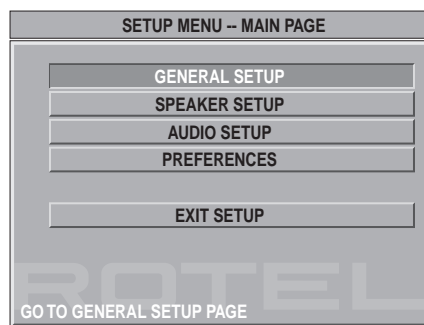 SETUP MENU -- MAIN PAGE
GENERAL SETUP
SPEAKER SETUP
AUDIO SETUP
PREFERENCES
EXIT SETUP
ROTEL
GO TO GENERAL SETUP PAGE